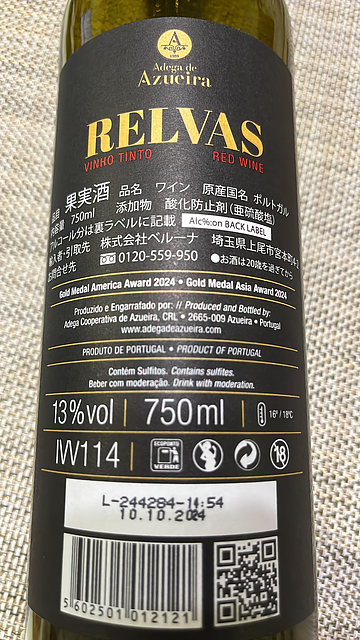 A
Adega de
Azueira
RELVAS
VINHO TINTO RED WINE
品目 果実酒 品名 ワイン 原産国名 ポルトガル
内容量 750ml 添加物 酸化防止剤(亜硫酸塩)
アルコール分は裏ラベルに記載 Alc%:on BACK LABEL
輸入者・引取先 株式会社ベルーナ 埼玉県上尾市宮本町4-2
お問合せ先 0120-559-950 ●お酒は20歳を過ぎてから
Gold Medal America Award 2024 • Gold Medal Asia Award 2024
Produzido e Engarrafado por: // Produced and Bottled by:
Adega Cooperativa de Azueira, CRL • 2665-009 Azueira • Portugal
www.adegadeazueira.com
PRODUTO DE PORTUGAL • PRODUCT OF PORTUGAL
Contém Sulfitos. Contains sulfites.
Beber com moderação. Drink with moderation.
13%vol 750ml 16º / 18ºC
IVV114 ECOPONTO VERDE 18
L-244284-11:54
10.10.2024
5 602501 012121